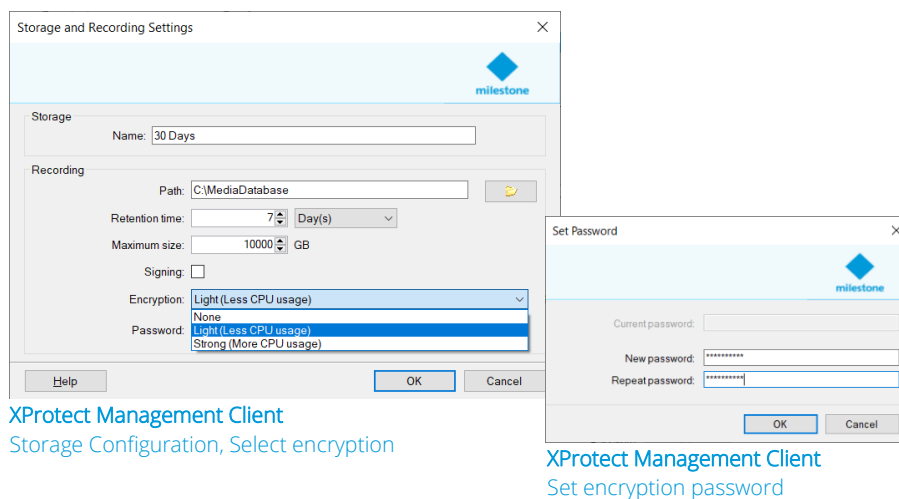 Storage and Recording Settings
milestone
Storage
Name: 30 Days
Recording
Path: C:\MediaDatabase
Retention time: 7 Day(s)
Maximum size: 10000 GB
Signing:
Encryption: Light (Less CPU usage)
None
Password: Light (Less CPU usage)
Strong (More CPU usage)
Help OK Cancel
XProtect Management Client
Storage Configuration, Select encryption
Set Password
milestone
Current password:
New password: **********
Repeat password: **********
OK Cancel
XProtect Management Client
Set encryption password